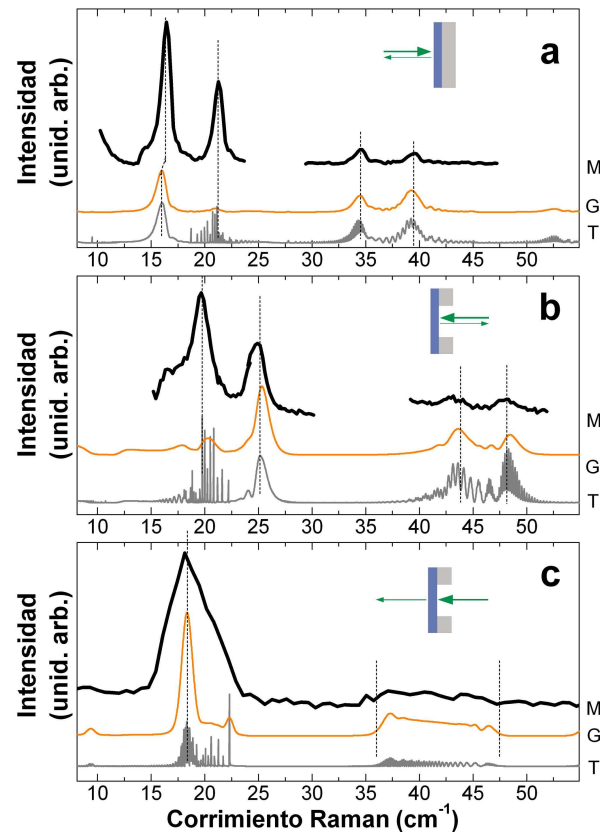 Intensidad
(unid. arb.)
a
M
G
T
10 15 20 25 30 35 40 45 50
Intensidad
(unid. arb.)
b
M
G
T
10 15 20 25 30 35 40 45 50
Intensidad
(unid. arb.)
c
M
G
T
10 15 20 25 30 35 40 45 50
Corrimiento Raman (cm⁻¹)